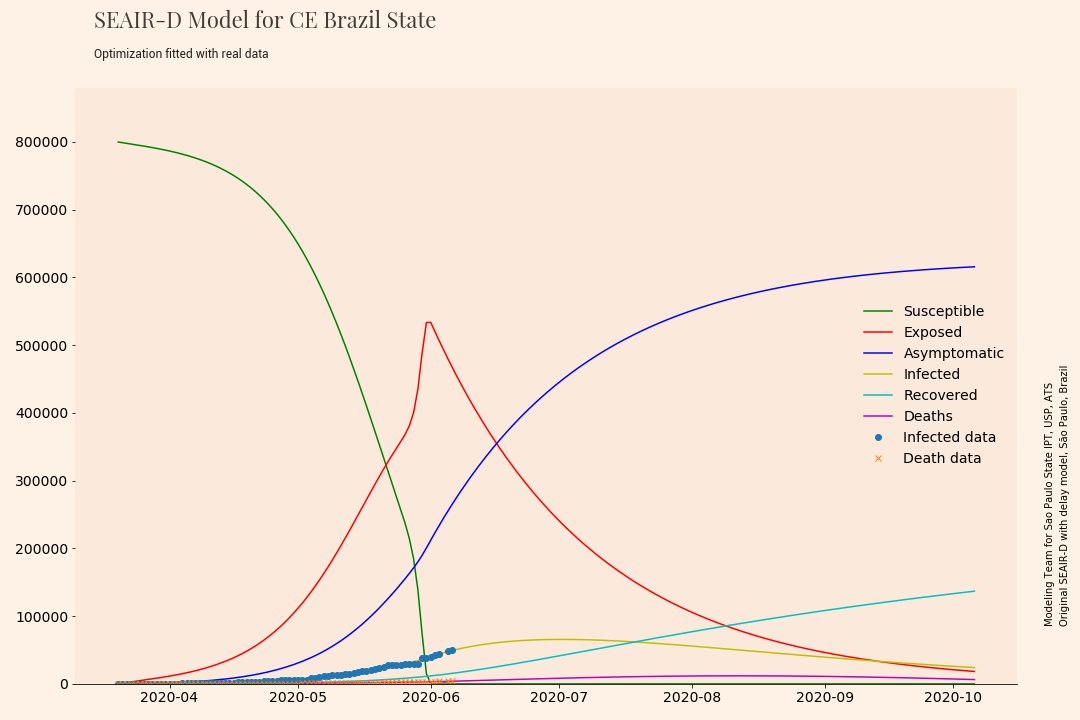 SEAIR-D Model for CE Brazil State
Optimization fitted with real data
800000
700000
600000
500000
400000
300000
200000
100000
0
2020-04
2020-05
2020-06
2020-07
2020-08
2020-09
2020-10
Susceptible
Exposed
Asymptomatic
Infected
Recovered
Deaths
Infected data
Death data
Modeling Team for Sao Paulo State IPT, USP, ATS
Original SEAIR-D with delay model, São Paulo, Brazil